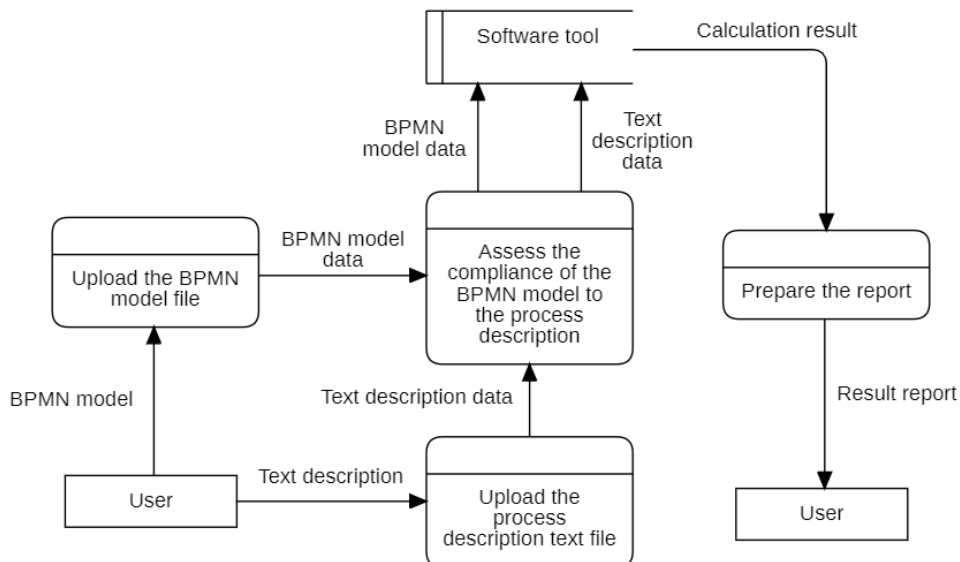 Software tool
Calculation result
BPMN
model data
Text
description
data
Upload the BPMN
model file
BPMN model
data
Assess the
compliance of the
BPMN model to
the process
description
Prepare the report
BPMN model
Text description data
Result report
User
Text description
Upload the
process
description text file
User